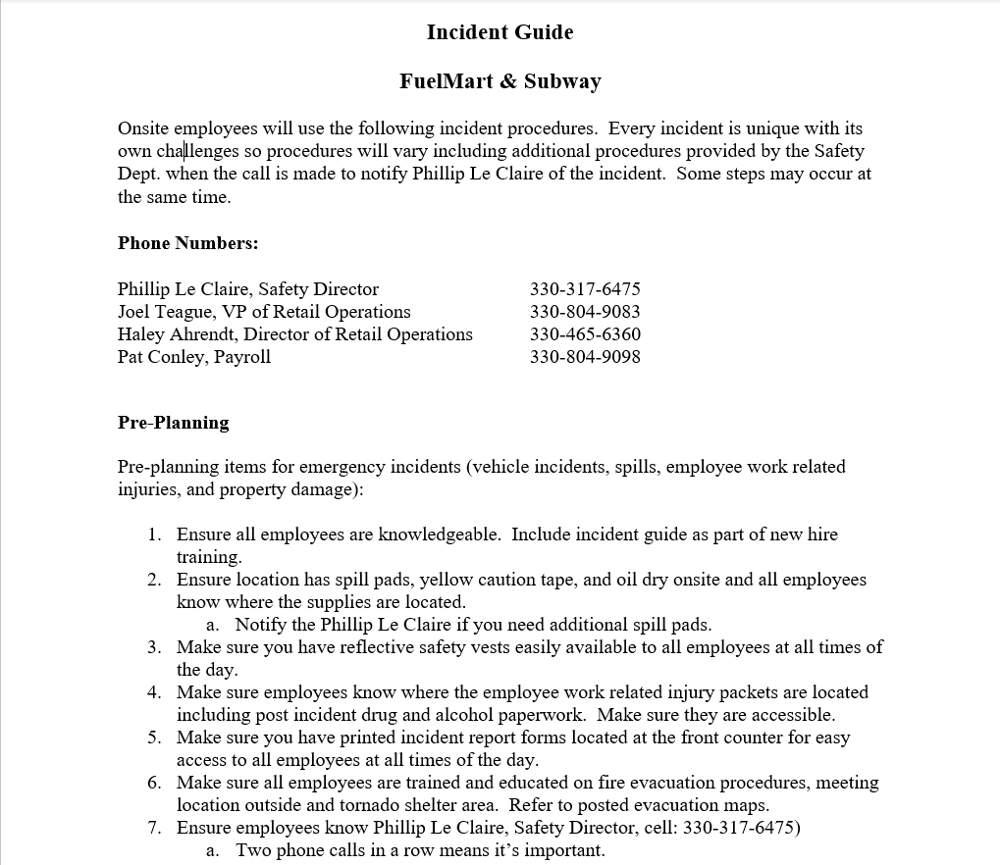 Incident Guide
FuelMart & Subway
Onsite employees will use the following incident procedures.  Every incident is unique with its
own challenges so procedures will vary including additional procedures provided by the Safety
Dept. when the call is made to notify Phillip Le Claire of the incident.  Some steps may occur at
the same time.
Phone Numbers:
Phillip Le Claire, Safety Director 330-317-6475
Joel Teague, VP of Retail Operations 330-804-9083
Haley Ahrendt, Director of Retail Operations 330-465-6360
Pat Conley, Payroll 330-804-9098
Pre-Planning
Pre-planning items for emergency incidents (vehicle incidents, spills, employee work related
injuries, and property damage):
1. Ensure all employees are knowledgeable.  Include incident guide as part of new hire
training.
2. Ensure location has spill pads, yellow caution tape, and oil dry onsite and all employees
know where the supplies are located.
a. Notify the Phillip Le Claire if you need additional spill pads.
3. Make sure you have reflective safety vests easily available to all employees at all times of
the day.
4. Make sure employees know where the employee work related injury packets are located
including post incident drug and alcohol paperwork.  Make sure they are accessible.
5. Make sure you have printed incident report forms located at the front counter for easy
access to all employees at all times of the day.
6. Make sure all employees are trained and educated on fire evacuation procedures, meeting
location outside and tornado shelter area.  Refer to posted evacuation maps.
7. Ensure employees know Phillip Le Claire, Safety Director, cell: 330-317-6475)
a. Two phone calls in a row means it’s important.